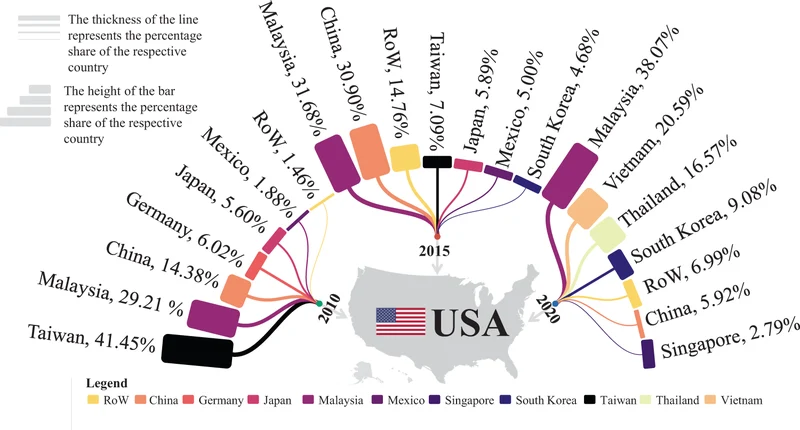 The thickness of the line
represents the percentage
share of the respective
country
The height of the bar
represents the percentage
share of the respective
country
Taiwan, 41.45%
Malaysia, 29.21 %
China, 14.38%
Germany, 6.02%
Japan, 5.60%
Mexico, 1.88%
RoW, 1.46%
2010
Malaysia, 31.68%
China, 30.90%
RoW, 14.76%
Taiwan, 7.09%
Japan, 5.89%
Mexico, 5.00%
South Korea, 4.68%
2015
Malaysia, 38.07%
Vietnam, 20.59%
Thailand, 16.57%
South Korea, 9.08%
RoW, 6.99%
China, 5.92%
Singapore, 2.79%
2020
USA
Legend
RoW China Germany Japan Malaysia Mexico Singapore South Korea Taiwan Thailand Vietnam